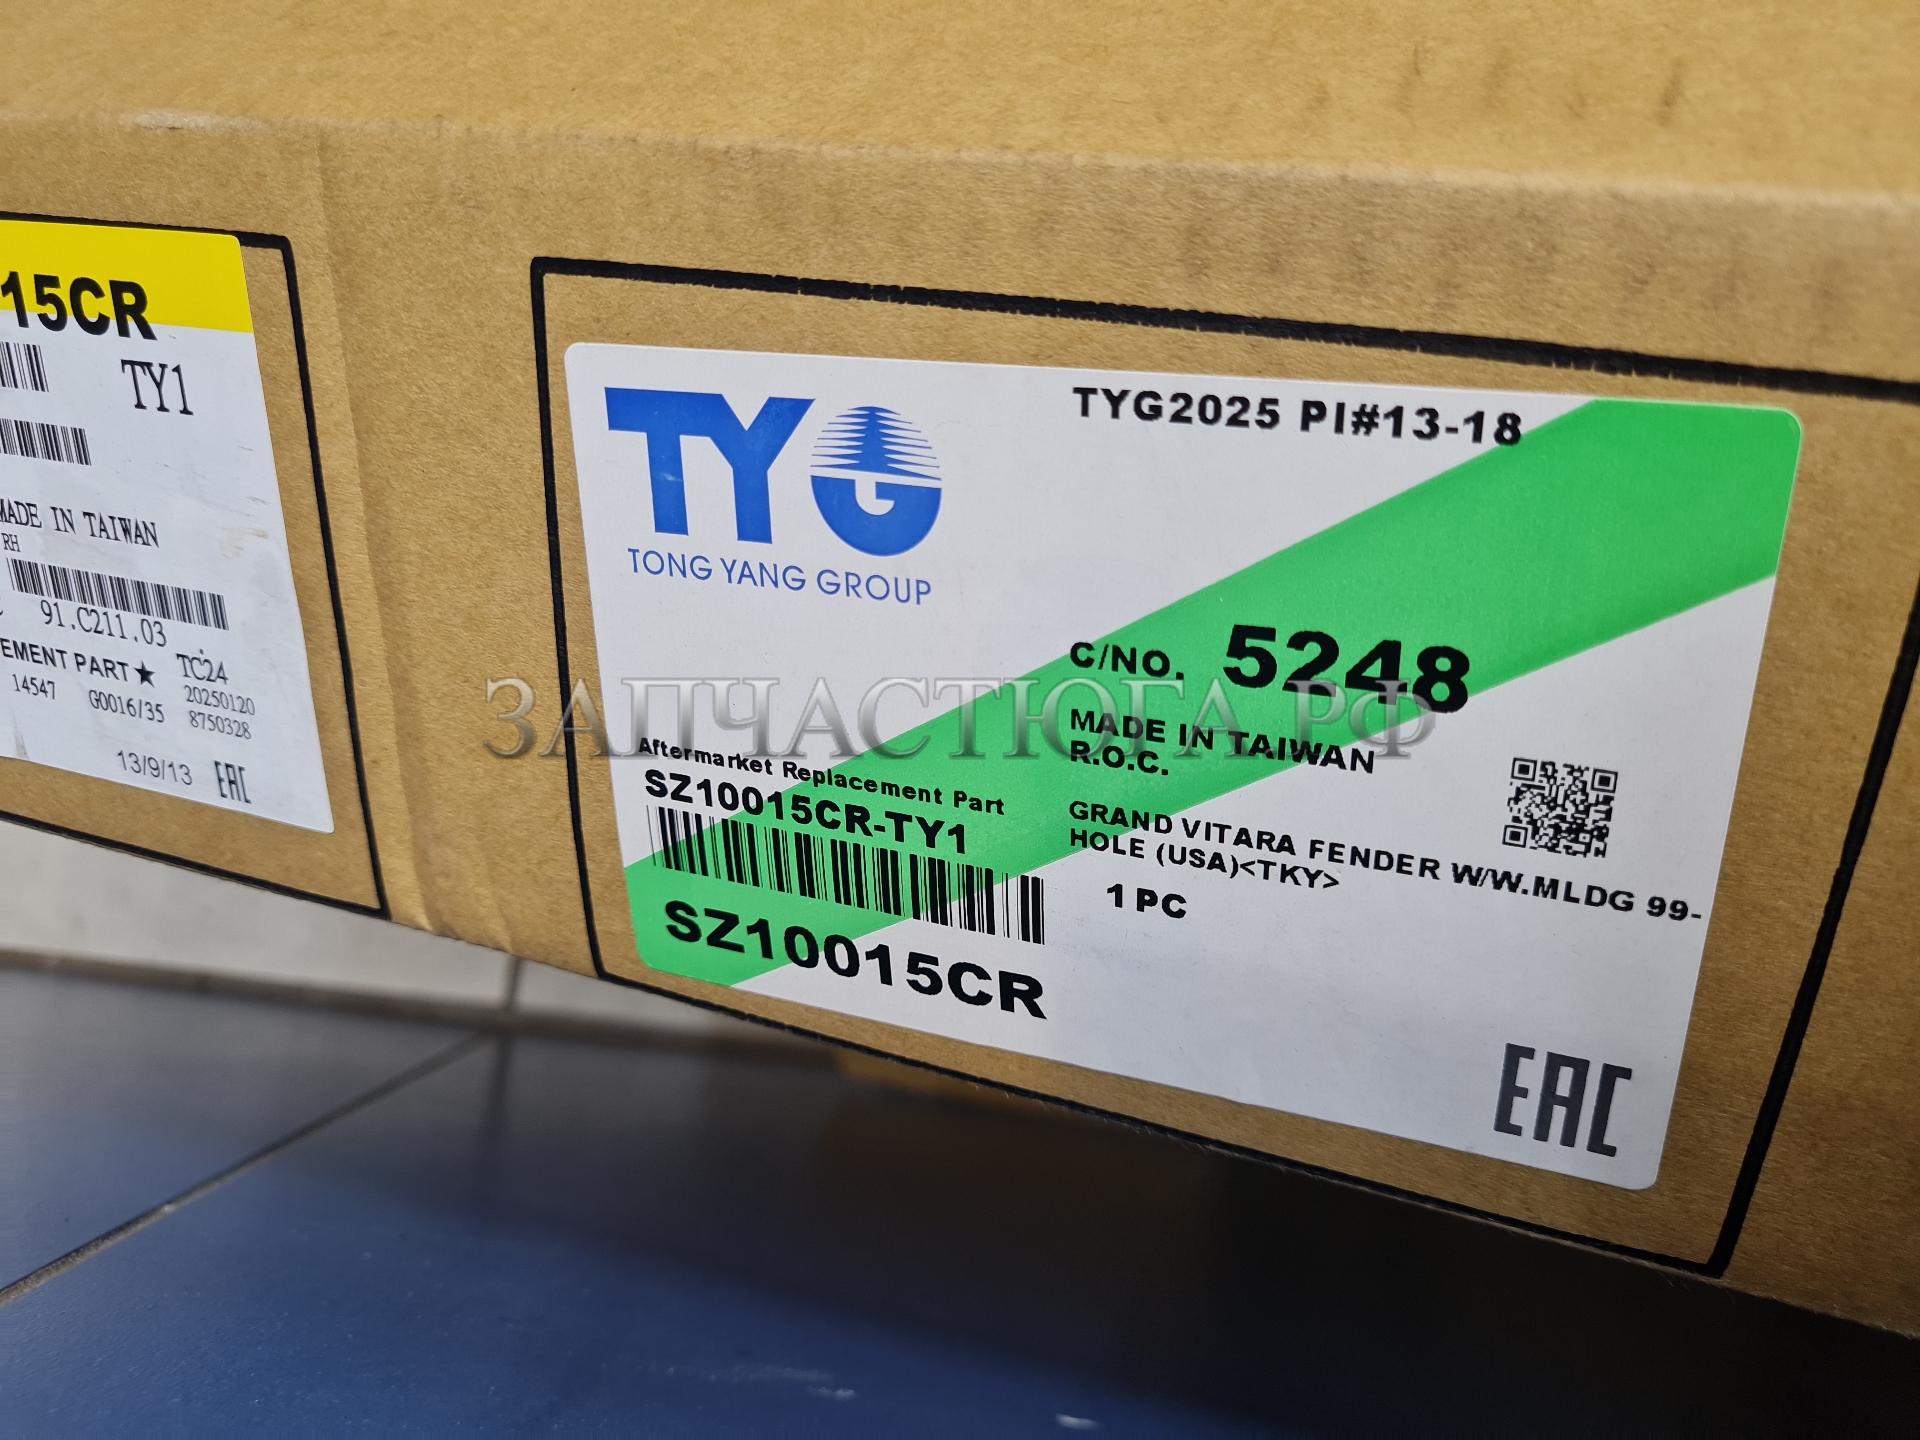 15CR
TY1
MADE IN TAIWAN
RH
91.C211.03
EMENT PART★ TC24
14547 G0016/35 20250120
8750328
13/9/13 EAC
TYG
TONG YANG GROUP
TYG2025 PI#13-18
C/NO. 5248
MADE IN TAIWAN
R.O.C.
Aftermarket Replacement Part
SZ10015CR-TY1
SZ10015CR
GRAND VITARA FENDER W/W.MLDG 99-
HOLE (USA)<TKY>
1 PC
EAC
ЗАПЧАСТЮГА.РФ